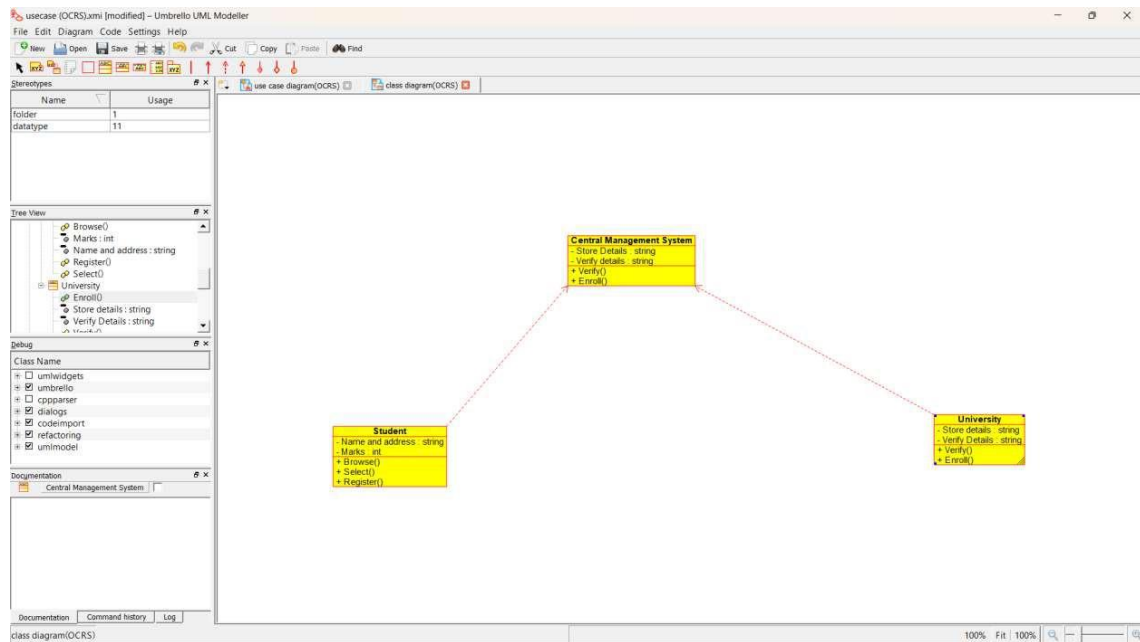 usecase (OCRS).xmi [modified] – Umbrello UML Modeller
File Edit Diagram Code Settings Help
New Open Save Cut Copy Paste Find
Stereotypes
use case diagram(OCRS) class diagram(OCRS)
Name Usage
folder 1
datatype 11
Tree View
Browse()
Marks : int
Name and address : string
Register()
Select()
University
Enroll()
Store details : string
Verify Details : string
Verify()
Debug
Class Name
umlwidgets
umbrello
cppparser
dialogs
codeimport
refactoring
umlmodel
Documentation
Central Management System
Documentation Command history Log
class diagram(OCRS)
Central Management System
- Store Details : string
- Verify details : string
+ Verify()
+ Enroll()
Student
- Name and address : string
- Marks : int
+ Browse()
+ Select()
+ Register()
University
- Store details : string
- Verify Details : string
+ Verify()
+ Enroll()
100% Fit 100%